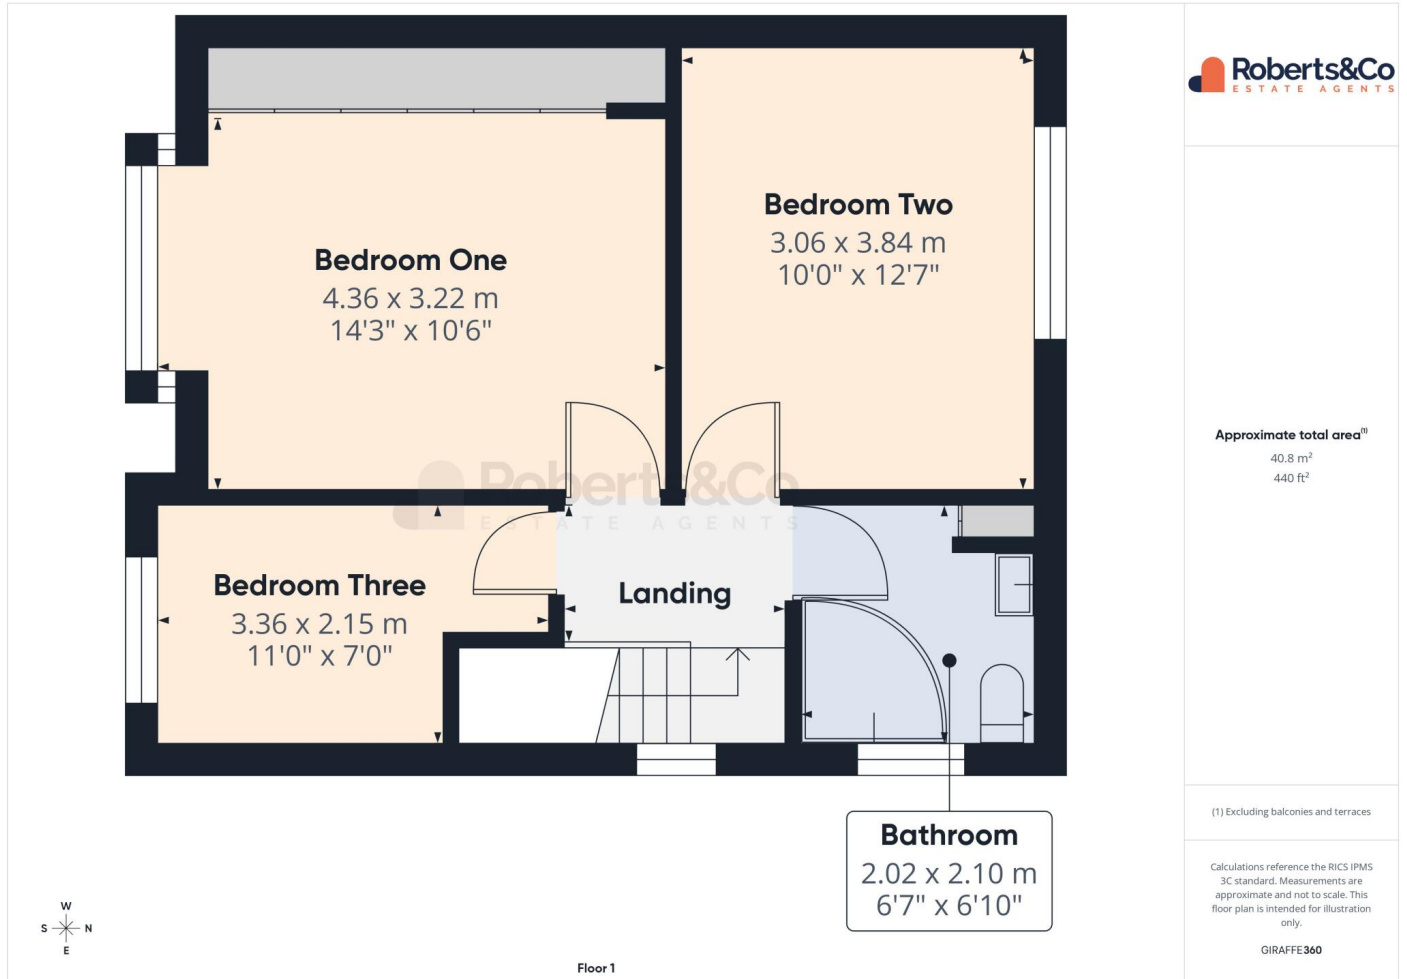 Roberts&Co
ESTATE AGENTS
Bedroom One
4.36 x 3.22 m
14'3" x 10'6"
Bedroom Two
3.06 x 3.84 m
10'0" x 12'7"
Roberts&Co
ESTATE AGENTS
Bedroom Three
3.36 x 2.15 m
11'0" x 7'0"
Landing
Bathroom
2.02 x 2.10 m
6'7" x 6'10"
Approximate total area(1)
40.8 m²
440 ft²
(1) Excluding balconies and terraces
Calculations reference the RICS IPMS
3C standard. Measurements are
approximate and not to scale. This
floor plan is intended for illustration
only.
GIRAFFE360
W
S N
E
Floor 1